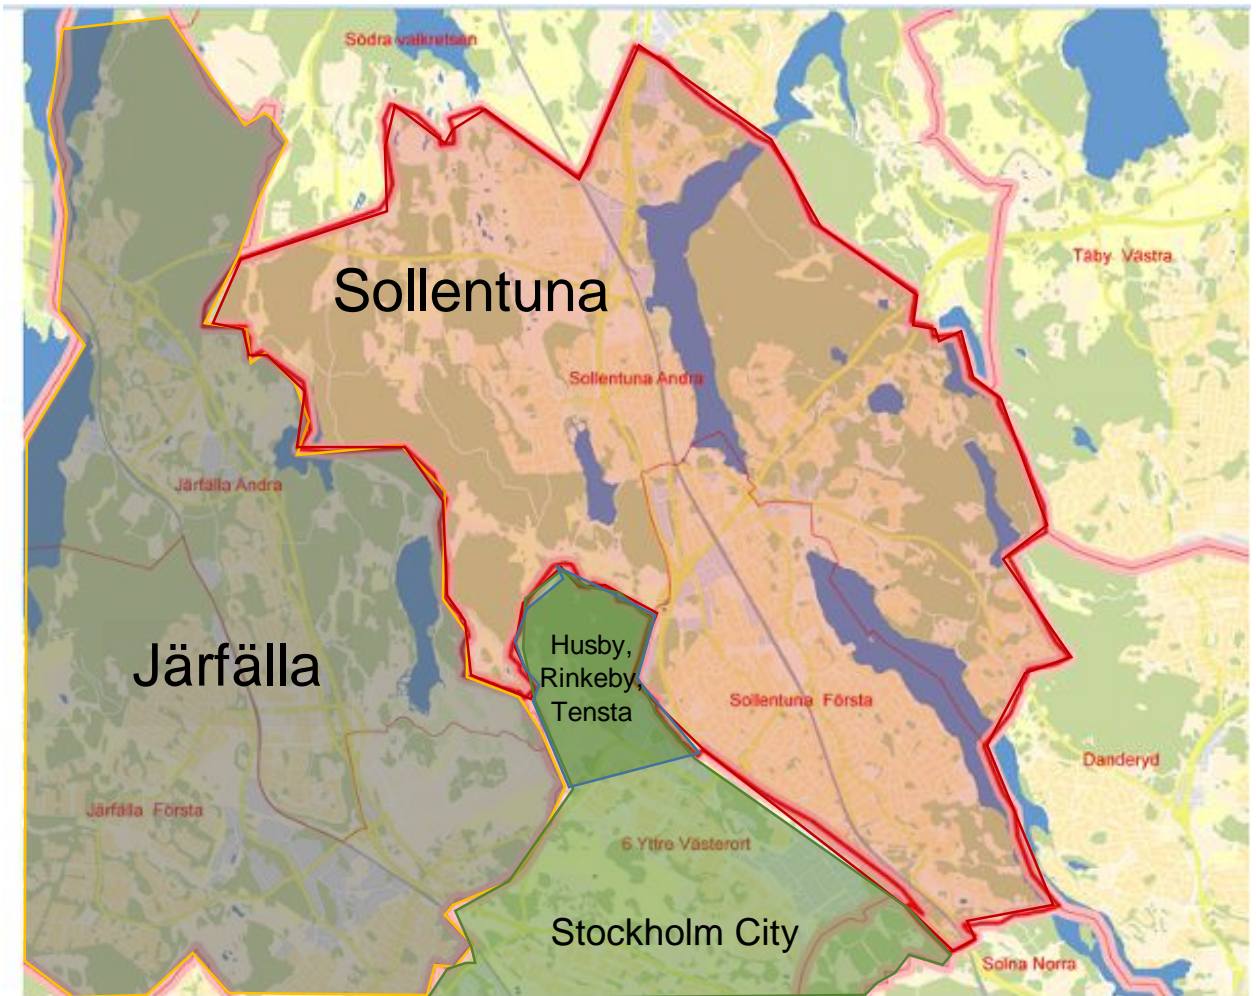 Södra valkretsen
Täby Västra
Sollentuna
Sollentuna Andra
Järfälla Andra
Husby,
Rinkeby,
Tensta
Järfälla
Sollentuna Första
Danderyd
Järfälla Första
6 Yttre Västerort
Stockholm City
Solna Norra